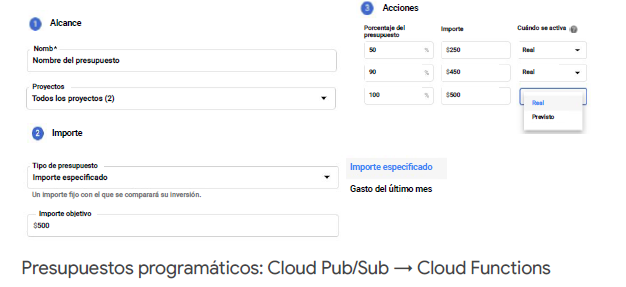 1 Alcance
Nomb^
Nombre del presupuesto
Proyectos
Todos los proyectos (2)
2 Importe
Tipo de presupuesto
Importe especificado
Un importe fijo con el que se comparará su inversión.
Importe objetivo
$500
Importe especificado
Gasto del último mes
3 Acciones
Porcentaje del presupuesto Importe Cuándo se activa
50 % $250 Real
90 % $450 Real
100 % $500
Real
Previsto
Presupuestos programáticos: Cloud Pub/Sub → Cloud Functions